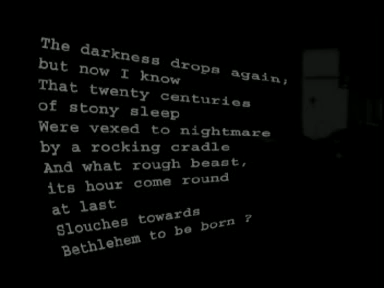 The darkness drops again;
but now I know
That twenty centuries
of stony sleep
Were vexed to nightmare
by a rocking cradle
And what rough beast,
its hour come round
at last
Slouches towards
Bethlehem to be born ?